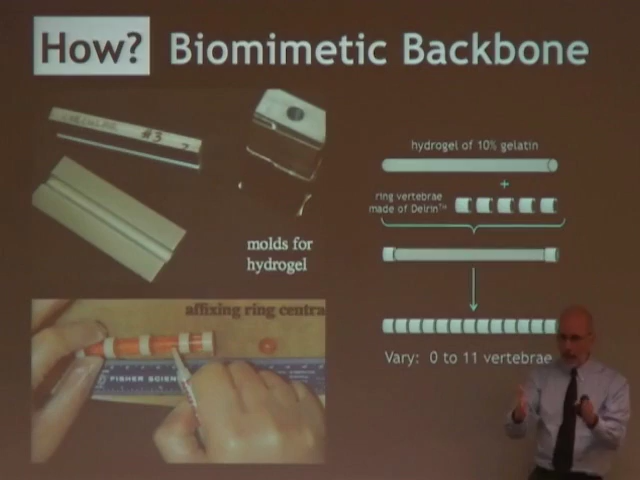 How? Biomimetic Backbone
#3
molds for
hydrogel
hydrogel of 10% gelatin
+
ring vertebrae
made of Delrin™
affixing ring centra
FISHER SCIEN
Vary: 0 to 11 vertebrae